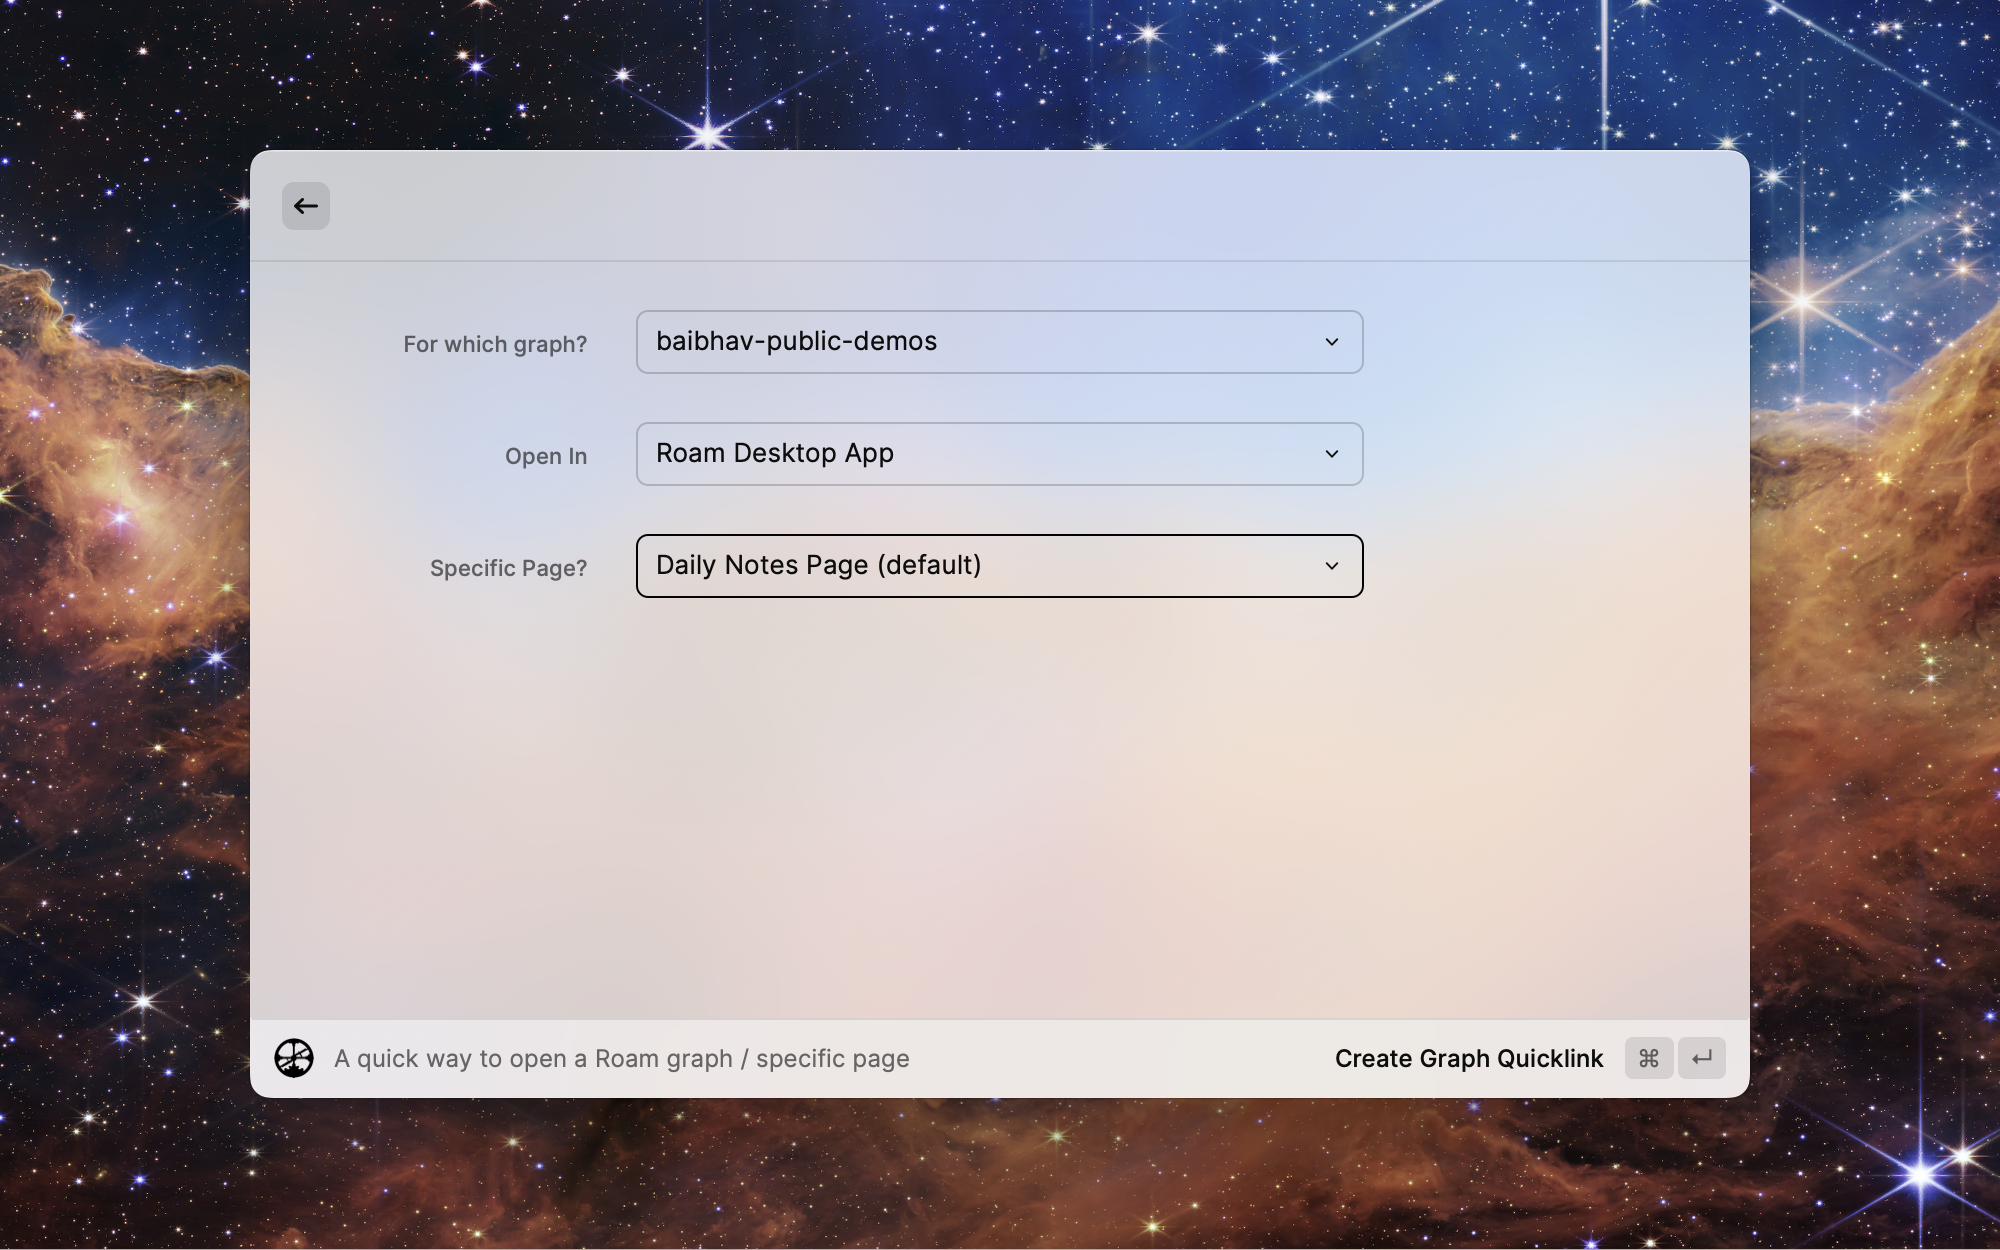 For which graph?
baibhav-public-demos
Open In
Roam Desktop App
Specific Page?
Daily Notes Page (default)
A quick way to open a Roam graph / specific page
Create Graph Quicklink ⌘ ↵